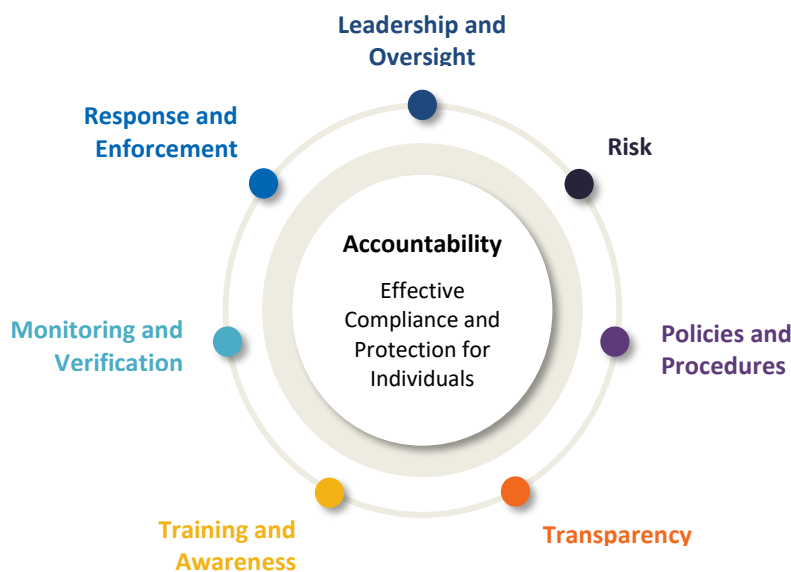 Leadership and
Oversight
Response and
Enforcement
Risk
Accountability
Effective
Compliance and
Protection for
Individuals
Monitoring and
Verification
Policies and
Procedures
Training and
Awareness
Transparency